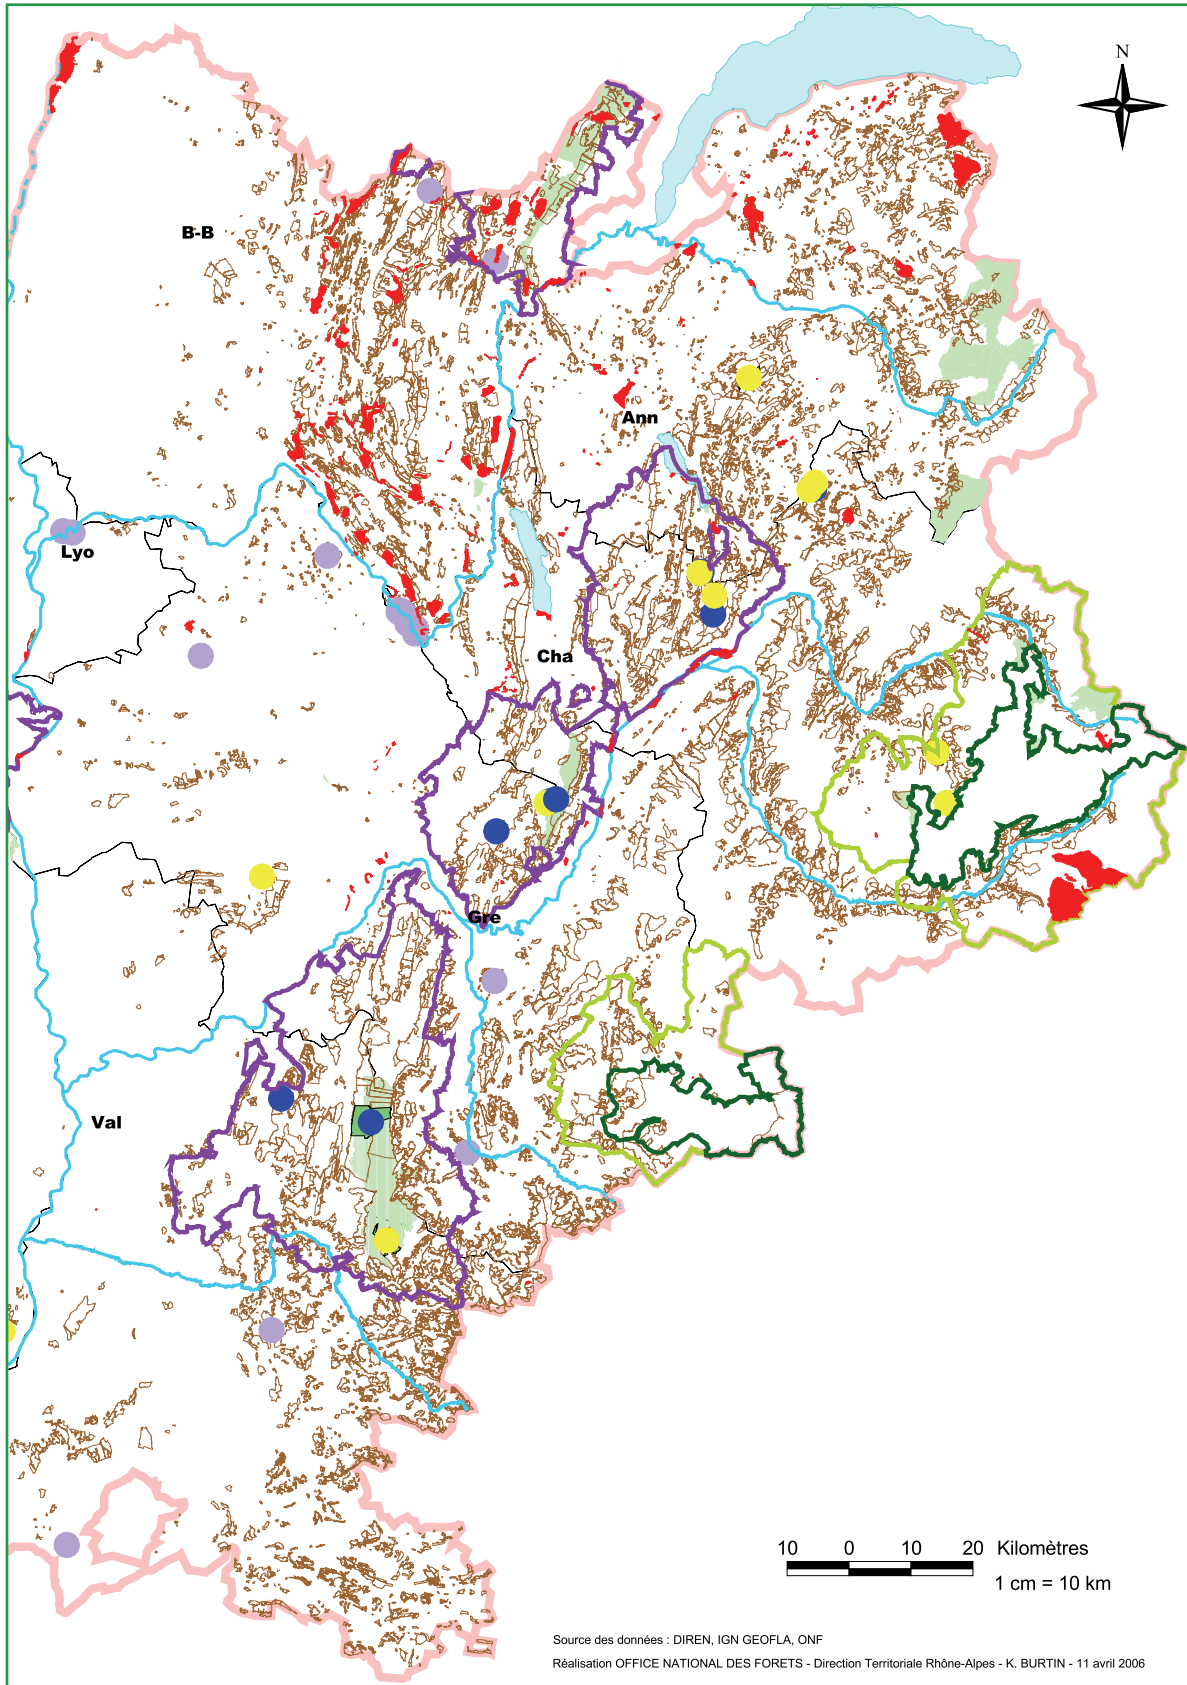 N
B-B
Ann
Lyo
Cha
Gre
Val
10 0 10 20 Kilomètres
1 cm = 10 km
Source des données : DIREN, IGN GEOFLA, ONF
Réalisation OFFICE NATIONAL DES FORETS - Direction Territoriale Rhône-Alpes - K. BURTIN - 11 avril 2006